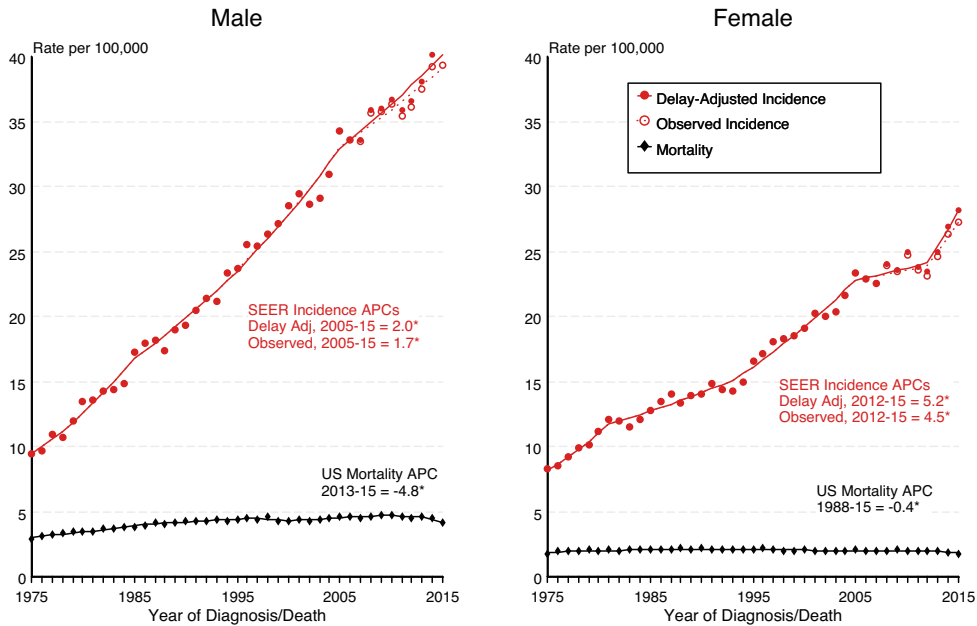 Male
Rate per 100,000
40
35
30
25
20
15
10
5
0
SEER Incidence APCs
Delay Adj, 2005-15 = 2.0*
Observed, 2005-15 = 1.7*
US Mortality APC
2013-15 = -4.8*
1975 1985 1995 2005 2015
Year of Diagnosis/Death
Female
Rate per 100,000
40
35
30
25
20
15
10
5
0
Delay-Adjusted Incidence
Observed Incidence
Mortality
SEER Incidence APCs
Delay Adj, 2012-15 = 5.2*
Observed, 2012-15 = 4.5*
US Mortality APC
1988-15 = -0.4*
1975 1985 1995 2005 2015
Year of Diagnosis/Death